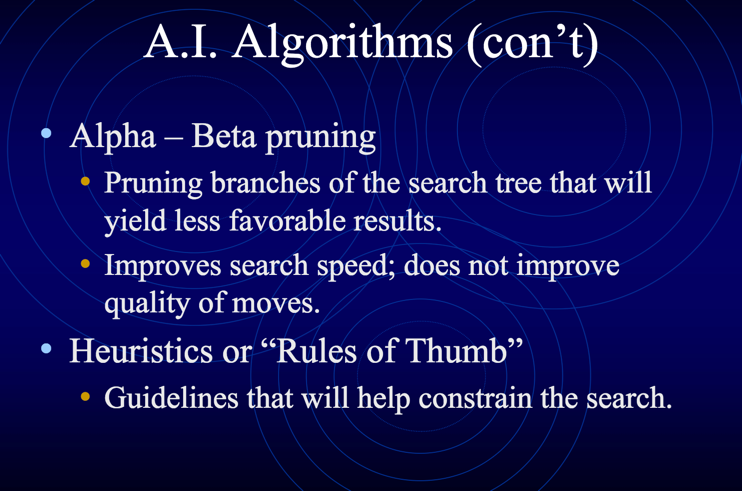 A.I. Algorithms (con’t)
• Alpha – Beta pruning
• Pruning branches of the search tree that will
yield less favorable results.
• Improves search speed; does not improve
quality of moves.
• Heuristics or “Rules of Thumb”
• Guidelines that will help constrain the search.